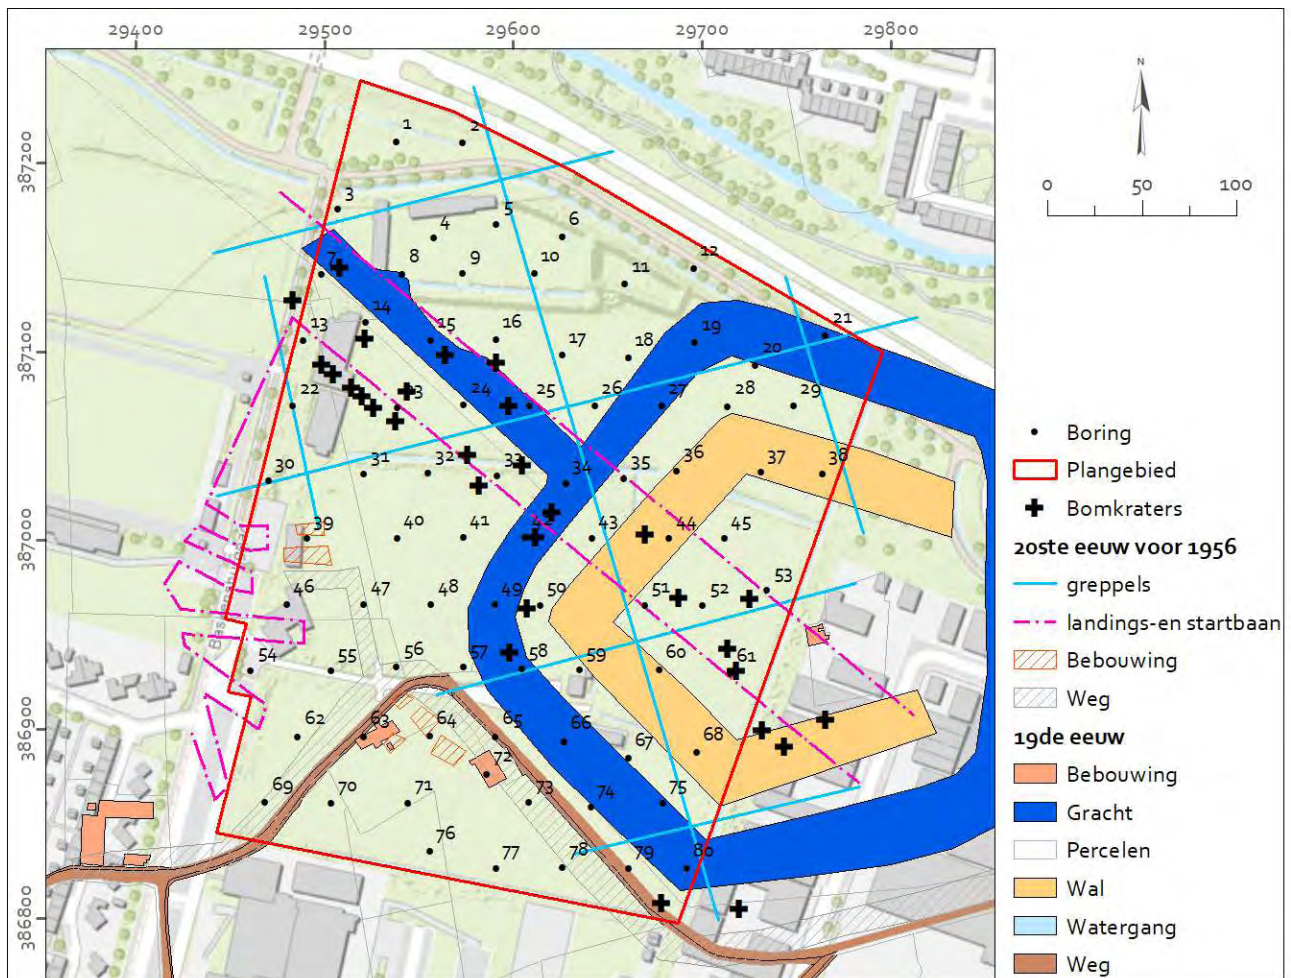 29400 29500 29600 29700 29800
387200
387100
387000
386900
386800
N
0 50 100
1 2
3
4 5 6
7 8 9 10 11 12
13 14 15 16 17 18 19 20 21
22 3 24 25 26 27 28 29
30 31 32 33 34 35 36 37 38
39 40 41 42 43 44 45
46 47 48 49 50 51 52 53
54 55 56 57 58 59 60 61
62 63 64 65 66 67 68
69 70 71 72 73 74 75
76 77 78 79 80
Boring
Plangebied
Bomkraters
20ste eeuw voor 1956
greppels
landings-en startbaan
Bebouwing
Weg
19de eeuw
Bebouwing
Gracht
Percelen
Wal
Watergang
Weg